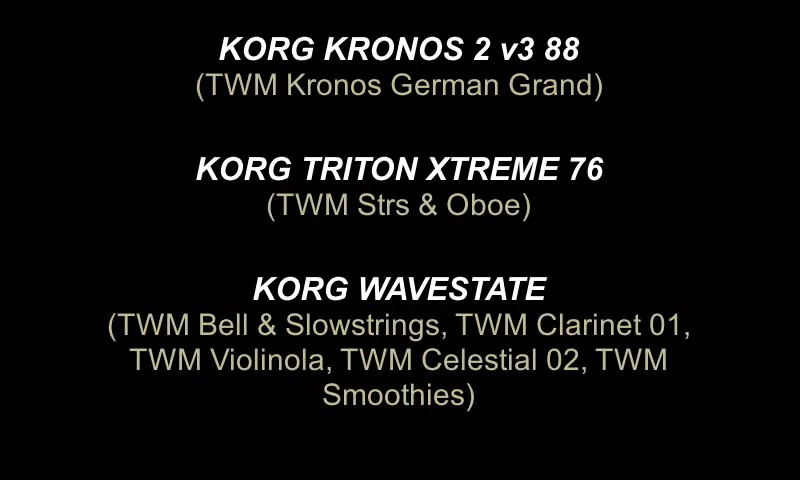 KORG KRONOS 2 v3 88
(TWM Kronos German Grand)
KORG TRITON XTREME 76
(TWM Strs & Oboe)
KORG WAVESTATE
(TWM Bell & Slowstrings, TWM Clarinet 01,
TWM Violinola, TWM Celestial 02, TWM
Smoothies)